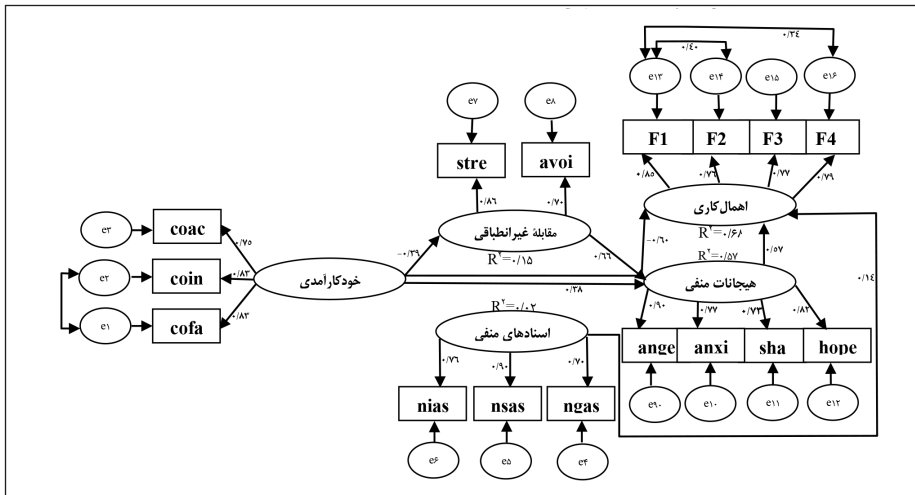 ۰/۳۴
۰/۴۰
e۱۳
e۱۴
e۱۵
e۱۶
e۷
e۸
F1
F2
F3
F4
stre
avoi
۰/۸۵
۰/۷۶
۰/۷۷
۰/۷۹
۰/۸۶
۰/۷۰
اهمال‌کاری
R۲=۰/۶۸
e۳
coac
۰/۷۵
-۰/۳۹
مقابلهٔ غیرانطباقی
R۲=۰/۱۵
۰/۶۶
-۰/۶۰
۰/۵۷
R۲=۰/۵۷
۰/۱۴
e۲
coin
۰/۸۳
خودکارآمدی
هیجانات منفی
۰/۳۸
e۱
cofa
۰/۸۳
R۲=۰/۰۲
اسنادهای منفی
۰/۹۰
۰/۷۷
۰/۷۳
۰/۸۲
۰/۷۶
۰/۹۰
۰/۷۰
ange
anxi
sha
hope
nias
nsas
ngas
e۹۰
e۱۰
e۱۱
e۱۲
e۶
e۵
e۴